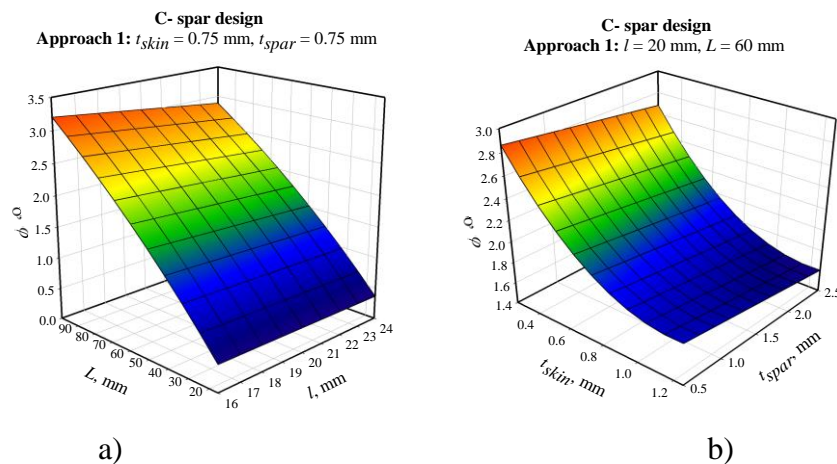 C- spar design
Approach 1: tskin = 0.75 mm, tspar = 0.75 mm
3.5
3.0
2.5
2.0
1.5
1.0
0.5
0.0
φ, °
90 80 70 60 50 40 30 20
L, mm
16 17 18 19 20 21 22 23 24
l, mm
a)
C- spar design
Approach 1: l = 20 mm, L = 60 mm
3.0
2.8
2.6
2.4
2.2
2.0
1.8
1.6
1.4
φ, °
0.4 0.6 0.8 1.0 1.2
tskin, mm
0.5 1.0 1.5 2.0 2.5
tspar, mm
b)